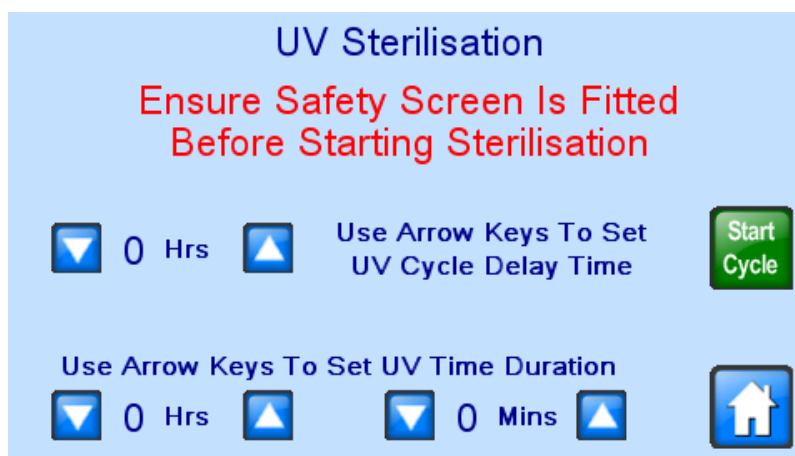 UV Sterilisation
Ensure Safety Screen Is Fitted
Before Starting Sterilisation
0 Hrs
Use Arrow Keys To Set
UV Cycle Delay Time
Start
Cycle
Use Arrow Keys To Set UV Time Duration
0 Hrs
0 Mins